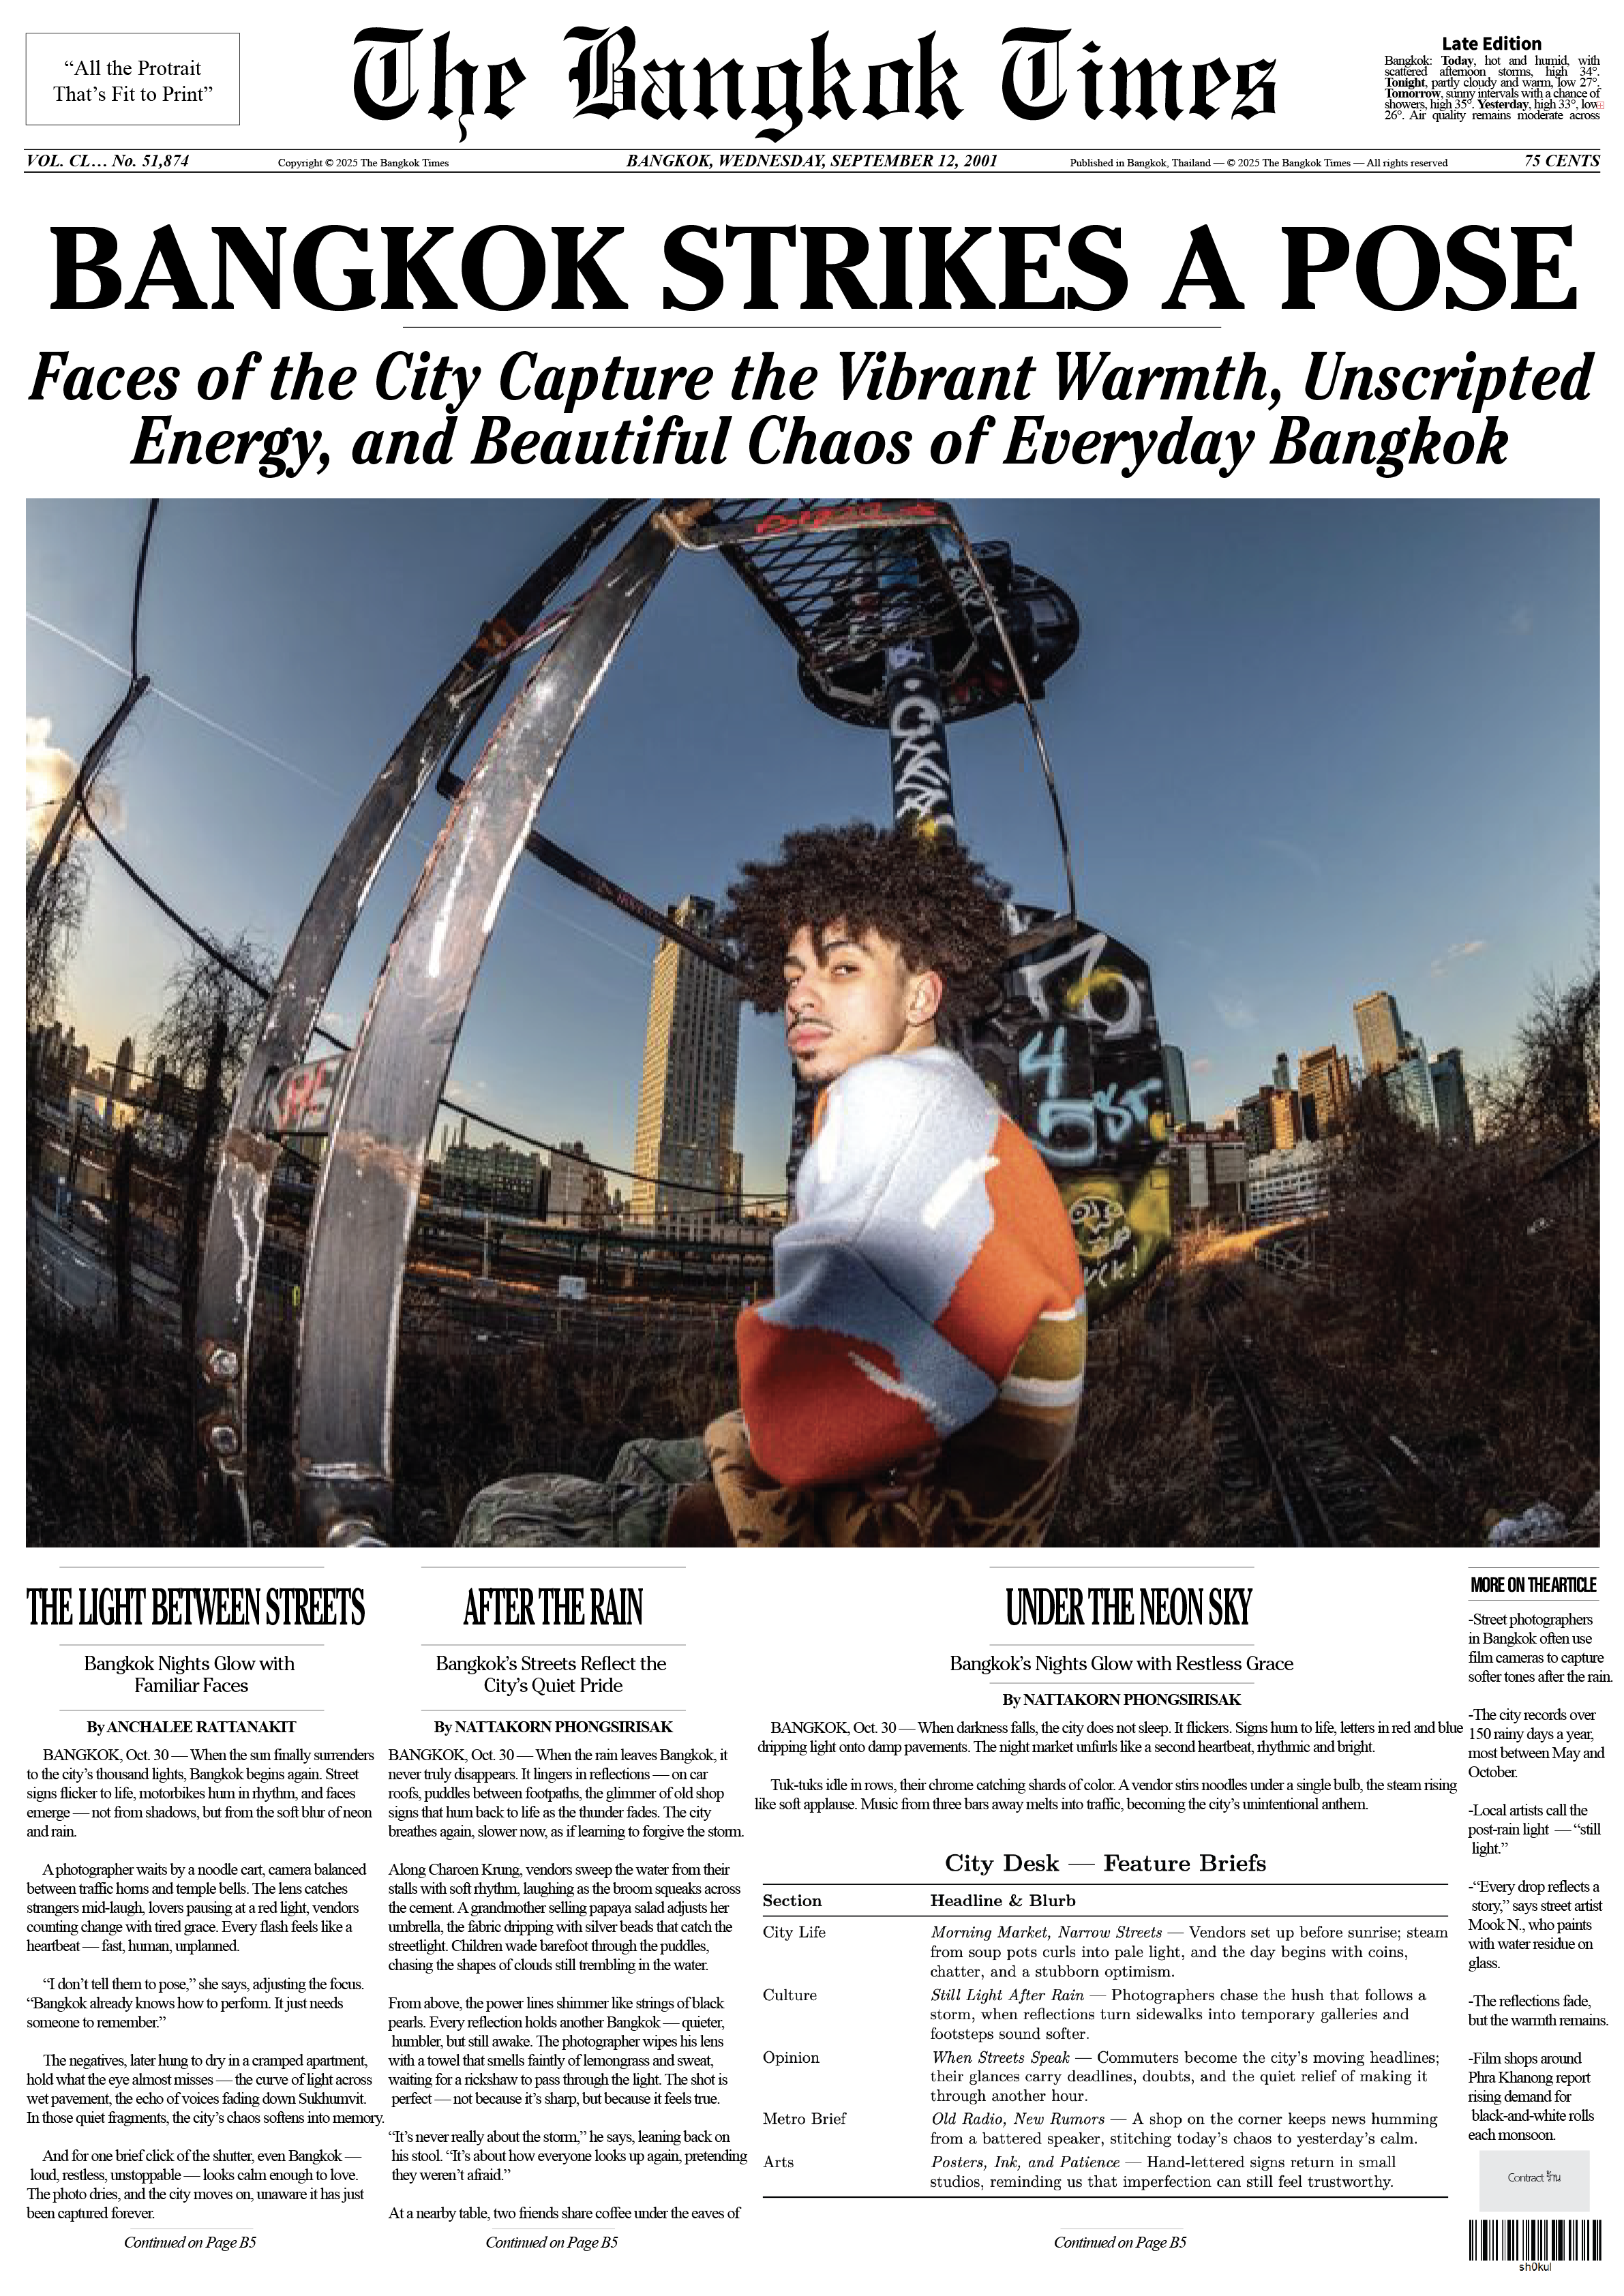 “All the Protrait
That’s Fit to Print”
The Bangkok Times
Late Edition
Bangkok: Today, hot and humid, with
scattered afternoon storms, high 34°.
Tonight, partly cloudy and warm, low 27°.
Tomorrow, sunny intervals with a chance of
showers, high 35°. Yesterday, high 33°, low
26°. Air quality remains moderate across
VOL. CL... No. 51,874
Copyright © 2025 The Bangkok Times
BANGKOK, WEDNESDAY, SEPTEMBER 12, 2001
Published in Bangkok, Thailand — © 2025 The Bangkok Times — All rights reserved
75 CENTS
BANGKOK STRIKES A POSE
Faces of the City Capture the Vibrant Warmth, Unscripted
Energy, and Beautiful Chaos of Everyday Bangkok
4
5
THE LIGHT BETWEEN STREETS
Bangkok Nights Glow with
Familiar Faces
By ANCHALEE RATTANAKIT
BANGKOK, Oct. 30 — When the sun finally surrenders
to the city’s thousand lights, Bangkok begins again. Street
signs flicker to life, motorbikes hum in rhythm, and faces
emerge — not from shadows, but from the soft blur of neon
and rain.
A photographer waits by a noodle cart, camera balanced
between traffic horns and temple bells. The lens catches
strangers mid-laugh, lovers pausing at a red light, vendors
counting change with tired grace. Every flash feels like a
heartbeat — fast, human, unplanned.
“I don’t tell them to pose,” she says, adjusting the focus.
“Bangkok already knows how to perform. It just needs
someone to remember.”
The negatives, later hung to dry in a cramped apartment,
hold what the eye almost misses — the curve of light across
wet pavement, the echo of voices fading down Sukhumvit.
In those quiet fragments, the city’s chaos softens into memory.
And for one brief click of the shutter, even Bangkok —
loud, restless, unstoppable — looks calm enough to love.
The photo dries, and the city moves on, unaware it has just
been captured forever.
Continued on Page B5
AFTER THE RAIN
Bangkok’s Streets Reflect the
City’s Quiet Pride
By NATTAKORN PHONGSIRISAK
BANGKOK, Oct. 30 — When the rain leaves Bangkok, it
never truly disappears. It lingers in reflections — on car
roofs, puddles between footpaths, the glimmer of old shop
signs that hum back to life as the thunder fades. The city
breathes again, slower now, as if learning to forgive the storm.
Along Charoen Krung, vendors sweep the water from their
stalls with soft rhythm, laughing as the broom squeaks across
the cement. A grandmother selling papaya salad adjusts her
umbrella, the fabric dripping with silver beads that catch the
streetlight. Children wade barefoot through the puddles,
chasing the shapes of clouds still trembling in the water.
From above, the power lines shimmer like strings of black
pearls. Every reflection holds another Bangkok — quieter,
humbler, but still awake. The photographer wipes his lens
with a towel that smells faintly of lemongrass and sweat,
waiting for a rickshaw to pass through the light. The shot is
perfect — not because it’s sharp, but because it feels true.
“It’s never really about the storm,” he says, leaning back on
his stool. “It’s about how everyone looks up again, pretending
they weren’t afraid.”
At a nearby table, two friends share coffee under the eaves of
Continued on Page B5
UNDER THE NEON SKY
Bangkok’s Nights Glow with Restless Grace
By NATTAKORN PHONGSIRISAK
BANGKOK, Oct. 30 — When darkness falls, the city does not sleep. It flickers. Signs hum to life, letters in red and blue
dripping light onto damp pavements. The night market unfurls like a second heartbeat, rhythmic and bright.
Tuk-tuks idle in rows, their chrome catching shards of color. A vendor stirs noodles under a single bulb, the steam rising
like soft applause. Music from three bars away melts into traffic, becoming the city’s unintentional anthem.
City Desk — Feature Briefs
Section Headline & Blurb
City Life Morning Market, Narrow Streets — Vendors set up before sunrise; steam
from soup pots curls into pale light, and the day begins with coins,
chatter, and a stubborn optimism.
Culture Still Light After Rain — Photographers chase the hush that follows a
storm, when reflections turn sidewalks into temporary galleries and
footsteps sound softer.
Opinion When Streets Speak — Commuters become the city’s moving headlines;
their glances carry deadlines, doubts, and the quiet relief of making it
through another hour.
Metro Brief Old Radio, New Rumors — A shop on the corner keeps news humming
from a battered speaker, stitching today’s chaos to yesterday’s calm.
Arts Posters, Ink, and Patience — Hand-lettered signs return in small
studios, reminding us that imperfection can still feel trustworthy.
Continued on Page B5
MORE ON THE ARTICLE
-Street photographers
in Bangkok often use
film cameras to capture
softer tones after the rain.
-The city records over
150 rainy days a year,
most between May and
October.
-Local artists call the
post-rain light — “still
light.”
-“Every drop reflects a
story,” says street artist
Mook N., who paints
with water residue on
glass.
-The reflections fade,
but the warmth remains.
-Film shops around
Phra Khanong report
rising demand for
black-and-white rolls
each monsoon.
Contract ร้าน
sh0kul